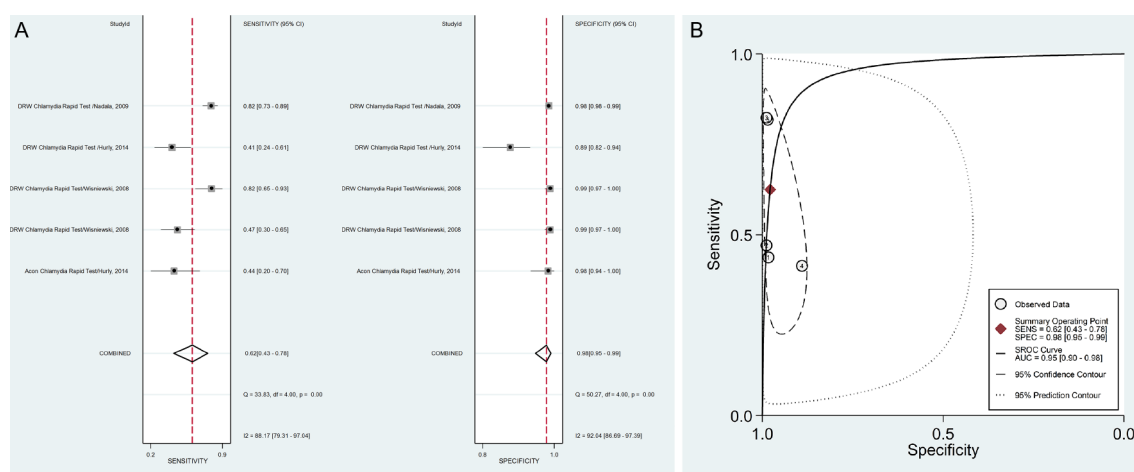 A
StudyId SENSITIVITY (95% CI)
DRW Chlamydia Rapid Test /Nadala, 2009 0.82 [0.73 - 0.89]
DRW Chlamydia Rapid Test /Hurly, 2014 0.41 [0.24 - 0.61]
DRW Chlamydia Rapid Test/Wisniewski, 2008 0.82 [0.65 - 0.93]
DRW Chlamydia Rapid Test/Wisniewski, 2008 0.47 [0.30 - 0.65]
Acon Chlamydia Rapid Test/Hurly, 2014 0.44 [0.20 - 0.70]
COMBINED 0.62[0.43 - 0.78]
Q = 33.83, df = 4.00, p = 0.00
I2 = 88.17 [79.31 - 97.04]
0.2 0.9
SENSITIVITY
StudyId SPECIFICITY (95% CI)
DRW Chlamydia Rapid Test /Nadala, 2009 0.98 [0.98 - 0.99]
DRW Chlamydia Rapid Test /Hurly, 2014 0.89 [0.82 - 0.94]
DRW Chlamydia Rapid Test/Wisniewski, 2008 0.99 [0.97 - 1.00]
DRW Chlamydia Rapid Test/Wisniewski, 2008 0.99 [0.97 - 1.00]
Acon Chlamydia Rapid Test/Hurly, 2014 0.98 [0.94 - 1.00]
COMBINED 0.98[0.95 - 0.99]
Q = 50.27, df = 4.00, p = 0.00
I2 = 92.04 [86.69 - 97.39]
1.0
SPECIFICITY
B
1.0
0.5
0.0
Sensitivity
1.0 0.5 0.0
Specificity
4
Observed Data
Summary Operating Point
SENS = 0.62 [0.43 - 0.78]
SPEC = 0.98 [0.95 - 0.99]
SROC Curve
AUC = 0.95 [0.90 - 0.98]
95% Confidence Contour
95% Prediction Contour